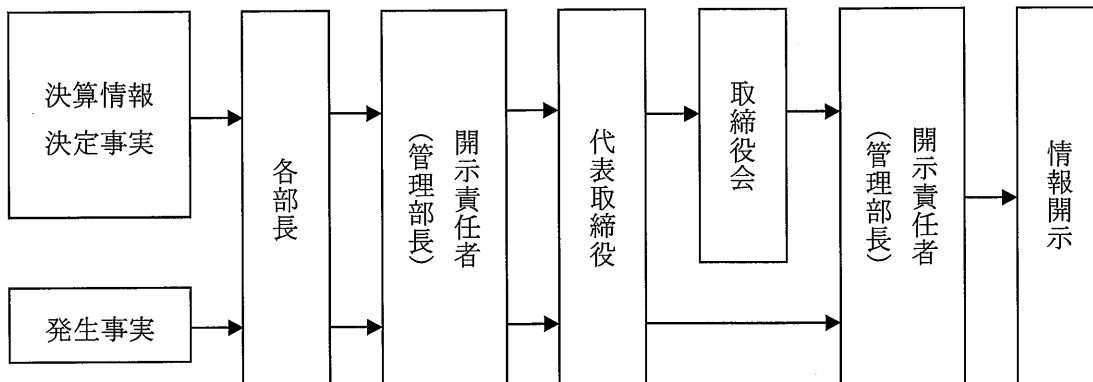 決算情報
決定事実
発生事実
各部長
開示責任者
（管理部長）
代表取締役
取締役会
開示責任者
（管理部長）
情報開示